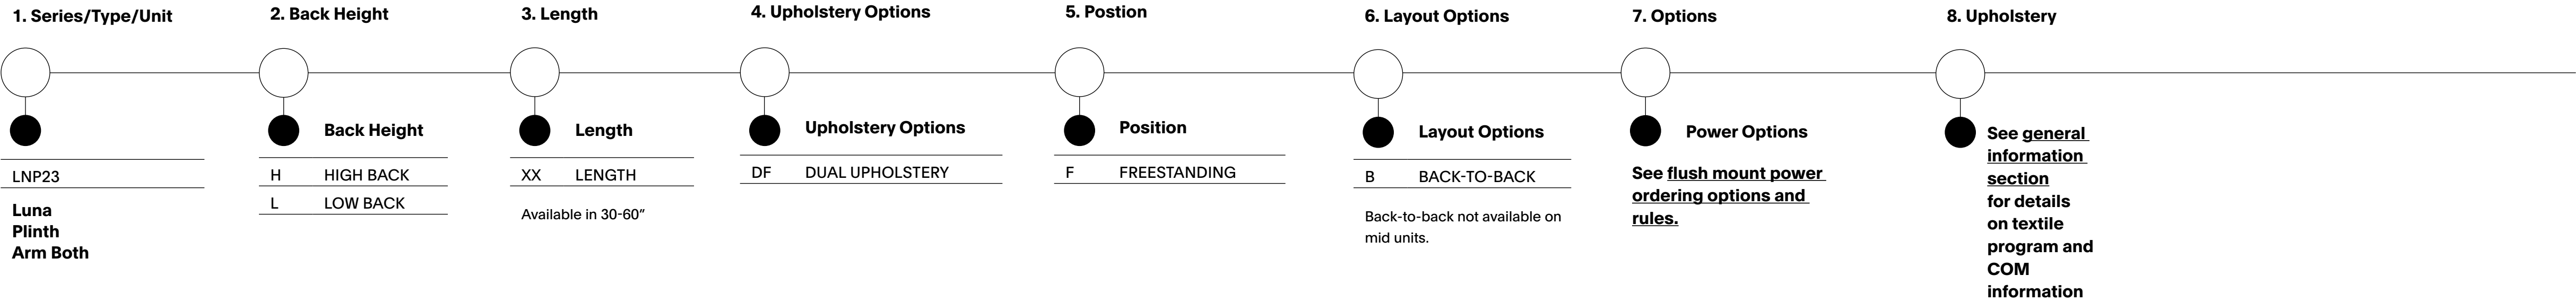 1. Series/Type/Unit
2. Back Height
3. Length
4. Upholstery Options
5. Postion
6. Layout Options
7. Options
8. Upholstery
LNP23
Luna
Plinth
Arm Both
Back Height
H HIGH BACK
L LOW BACK
Length
XX LENGTH
Available in 30-60″
Upholstery Options
DF DUAL UPHOLSTERY
Position
F FREESTANDING
Layout Options
B BACK-TO-BACK
Back-to-back not available on
mid units.
Power Options
See flush mount power
ordering options and
rules.
See general
information
section
for details
on textile
program and
COM
information